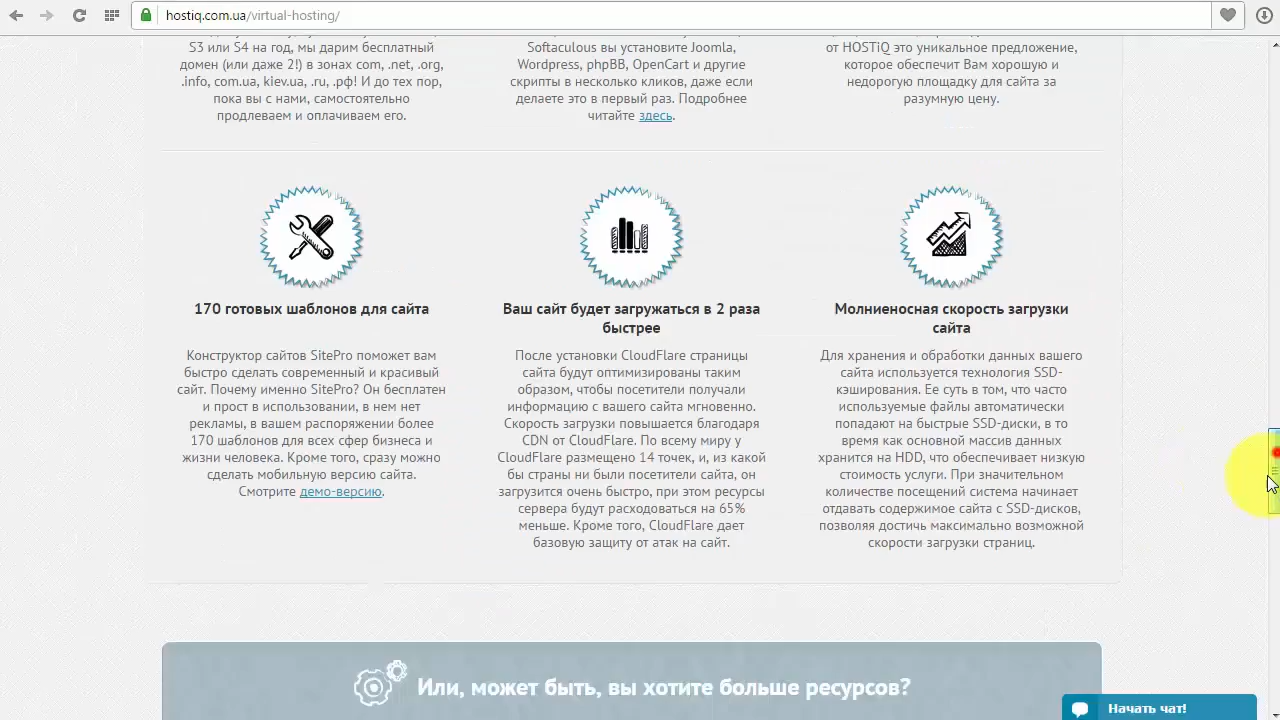 hostiq.com.ua/virtual-hosting/
S3 или S4 на год, мы дарим бесплатный
домен (или даже 2!) в зонах com, .net, .org,
.info, com.ua, kiev.ua, .ru, .рф! И до тех пор,
пока вы с нами, самостоятельно
продлеваем и оплачиваем его.
Softaculous вы установите Joomla,
Wordpress, phpBB, OpenCart и другие
скрипты в несколько кликов, даже если
делаете это в первый раз. Подробнее
читайте здесь.
от HOSTiQ это уникальное предложение,
которое обеспечит Вам хорошую и
недорогую площадку для сайта за
разумную цену.
170 готовых шаблонов для сайта
Конструктор сайтов SitePro поможет вам
быстро сделать современный и красивый
сайт. Почему именно SitePro? Он бесплатен
и прост в использовании, в нем нет
рекламы, в вашем распоряжении более
170 шаблонов для всех сфер бизнеса и
жизни человека. Кроме того, сразу можно
сделать мобильную версию сайта.
Смотрите демо-версию.
Ваш сайт будет загружаться в 2 раза
быстрее
После установки CloudFlare страницы
сайта будут оптимизированы таким
образом, чтобы посетители получали
информацию с вашего сайта мгновенно.
Скорость загрузки повышается благодаря
CDN от CloudFlare. По всему миру у
CloudFlare размещено 14 точек, и, из какой
бы страны ни были посетители сайта, он
загрузится очень быстро, при этом ресурсы
сервера будут расходоваться на 65%
меньше. Кроме того, CloudFlare дает
базовую защиту от атак на сайт.
Молниеносная скорость загрузки
сайта
Для хранения и обработки данных вашего
сайта используется технология SSD-
кэширования. Ее суть в том, что часто
используемые файлы автоматически
попадают на быстрые SSD-диски, в то
время как основной массив данных
хранится на HDD, что обеспечивает низкую
стоимость услуги. При значительном
количестве посещений система начинает
отдавать содержимое сайта с SSD-дисков,
позволяя достичь максимально возможной
скорости загрузки страниц.
Или, может быть, вы хотите больше ресурсов?
Начать чат!